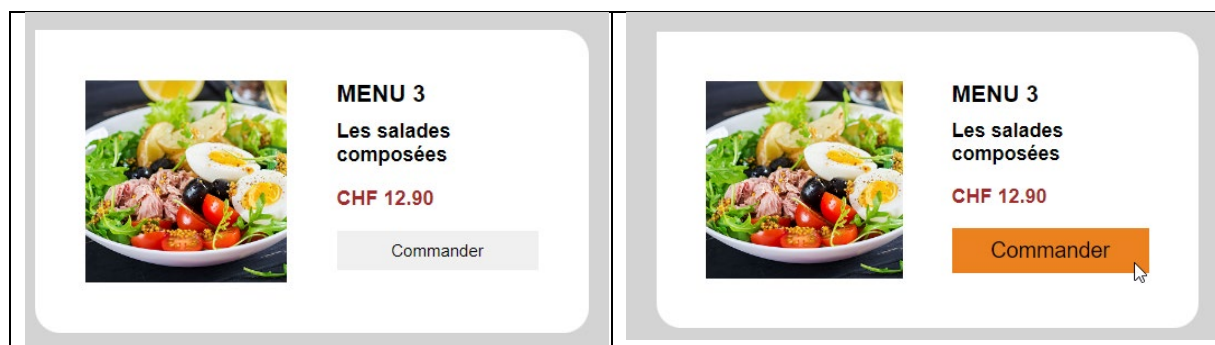 MENU 3
Les salades
composées
CHF 12.90
Commander
MENU 3
Les salades
composées
CHF 12.90
Commander